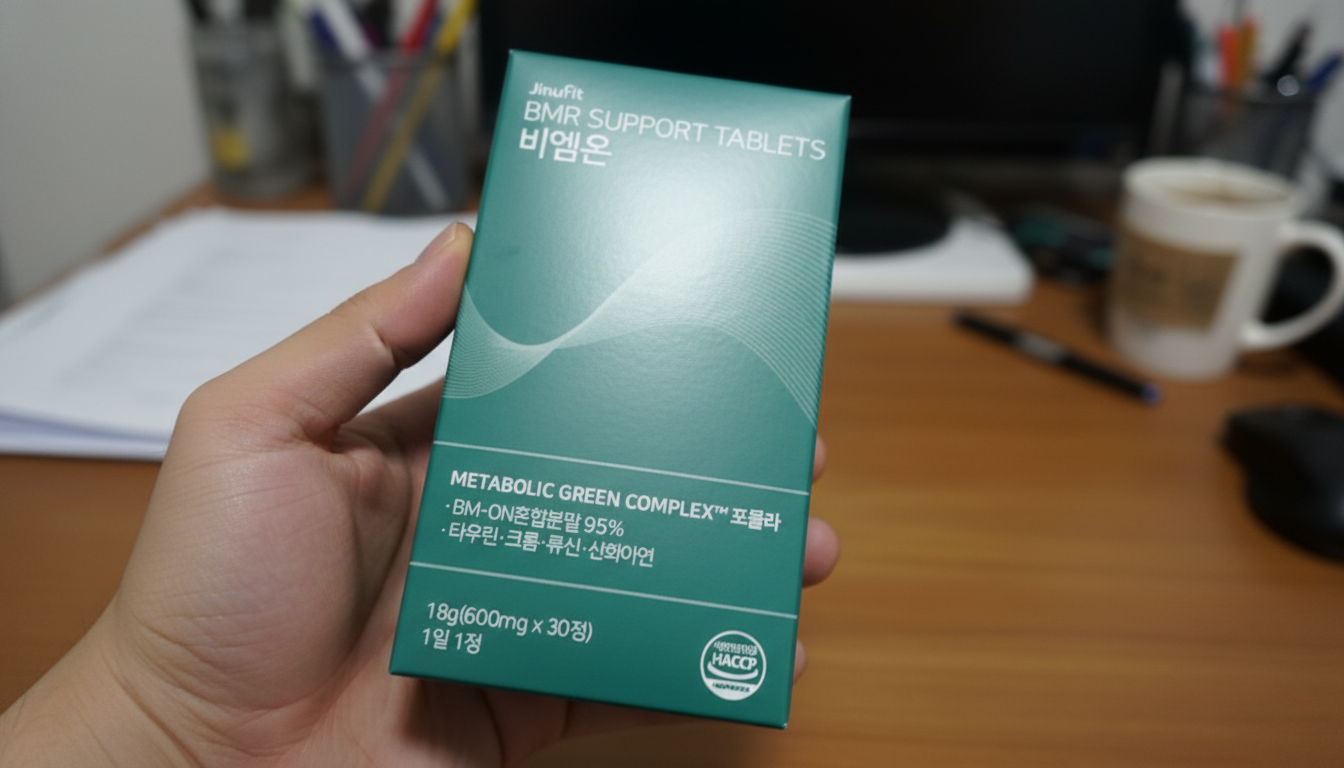 Jinufit
BMR SUPPORT TABLETS
비엠온
METABOLIC GREEN COMPLEX™ 포뮬라
·BM-ON혼합분말 95%
·타우린·크롬·류신·산화아연
18g(600mg x 30정)
1일 1정
HACCP